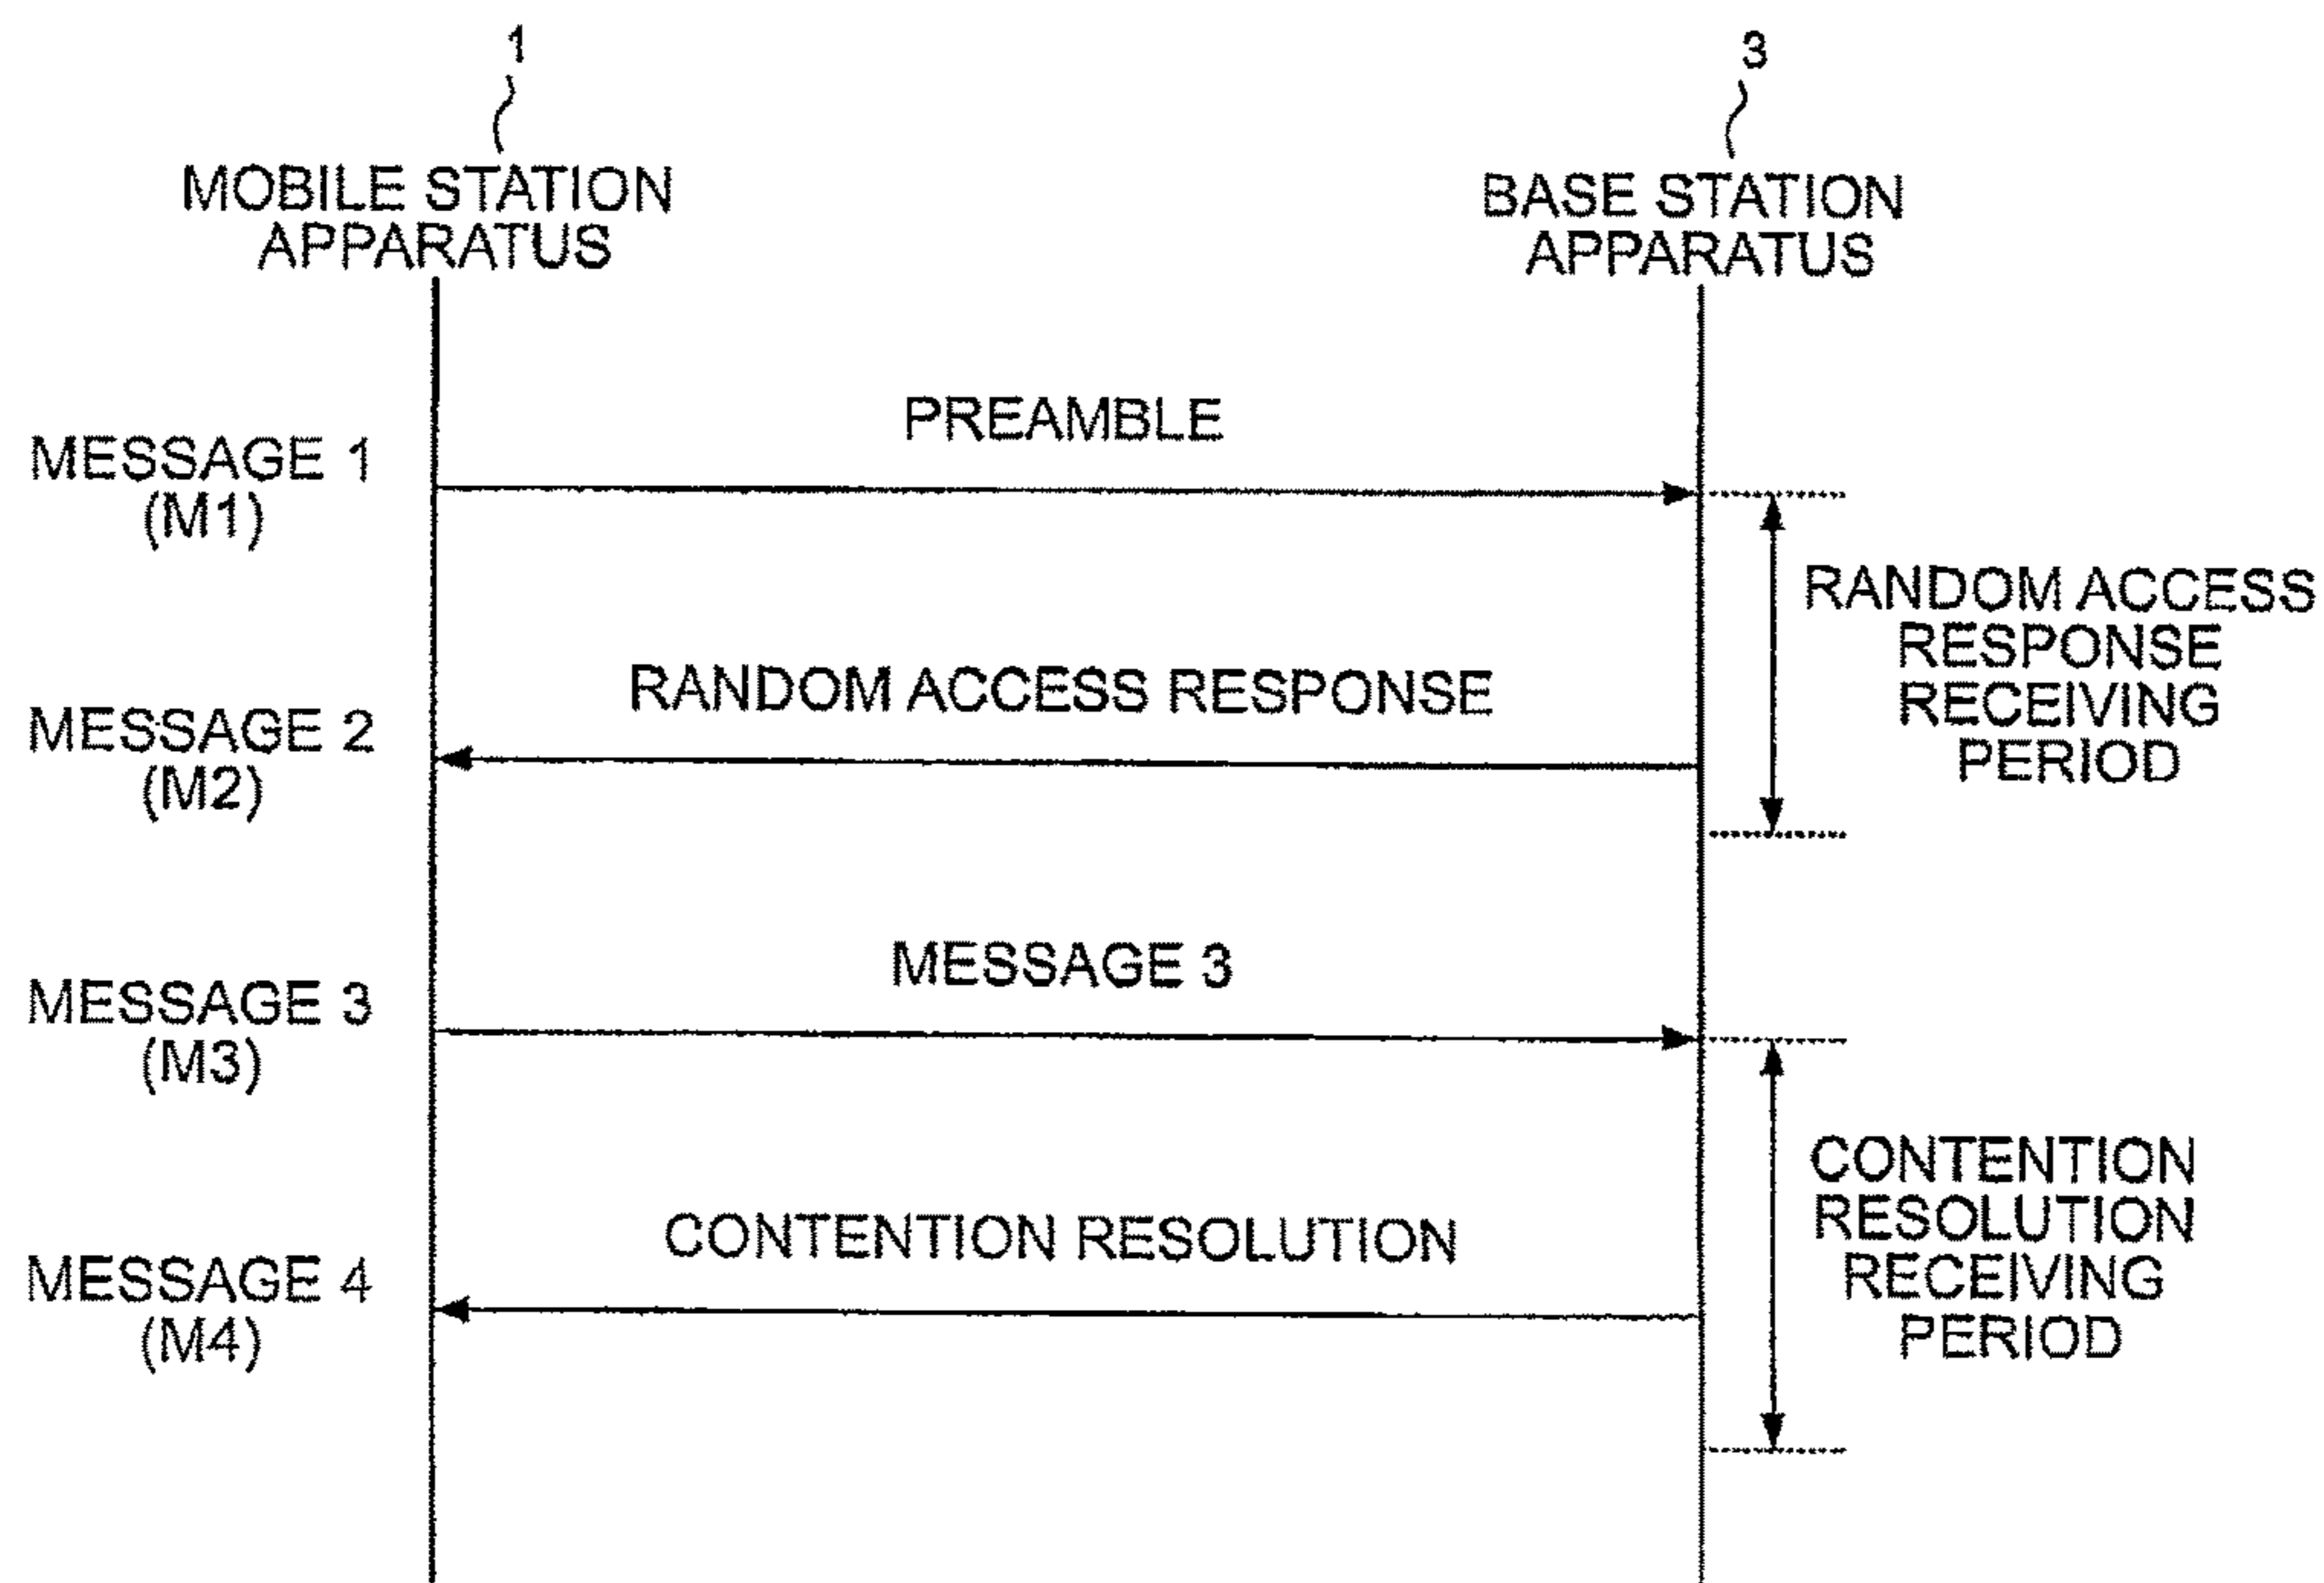 1
3
MOBILE STATION
APPARATUS
BASE STATION
APPARATUS
PREAMBLE
MESSAGE 1
(M1)
RANDOM ACCESS
RESPONSE
RECEIVING
PERIOD
RANDOM ACCESS RESPONSE
MESSAGE 2
(M2)
MESSAGE 3
MESSAGE 3
(M3)
CONTENTION
RESOLUTION
RECEIVING
PERIOD
CONTENTION RESOLUTION
MESSAGE 4
(M4)